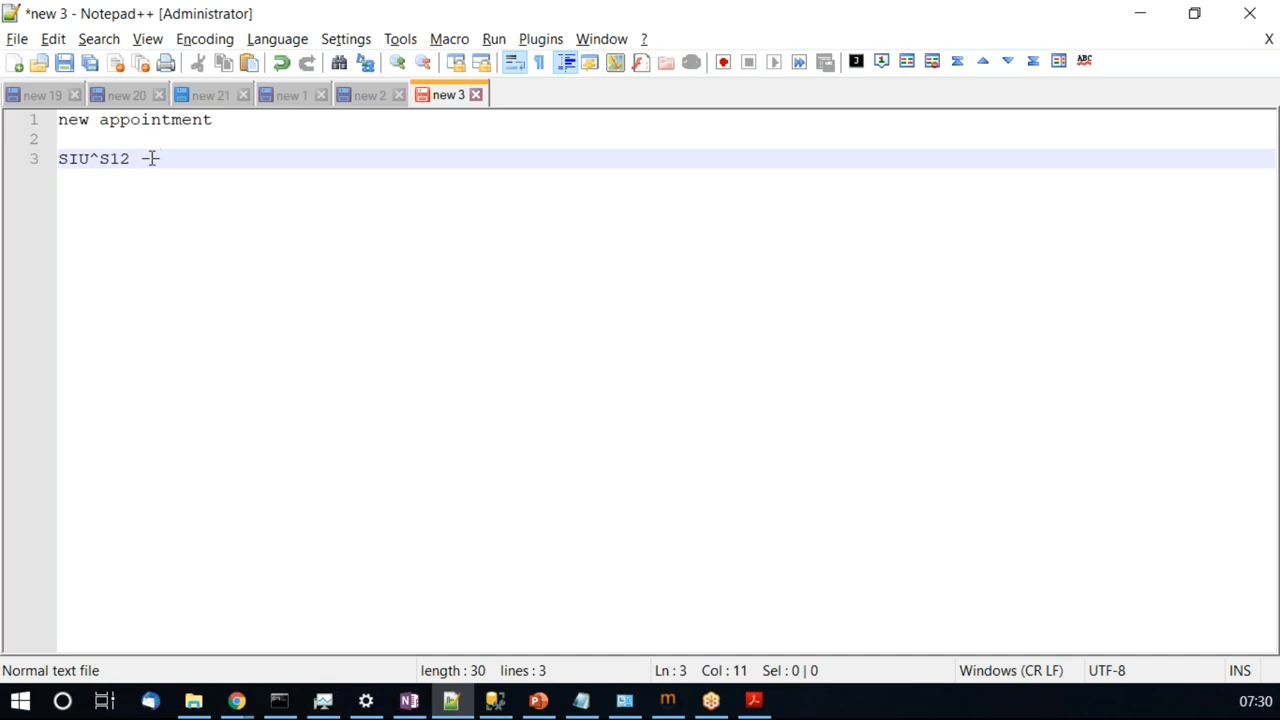 *new 3 - Notepad++ [Administrator]
File Edit Search View Encoding Language Settings Tools Macro Run Plugins Window ? X
new 19 new 20 new 21 new 1 new 2 new 3
1 new appointment
2
3 SIU^S12 --
Normal text file length : 30 lines : 3 Ln : 3 Col : 11 Sel : 0 | 0 Windows (CR LF) UTF-8 INS
07:30